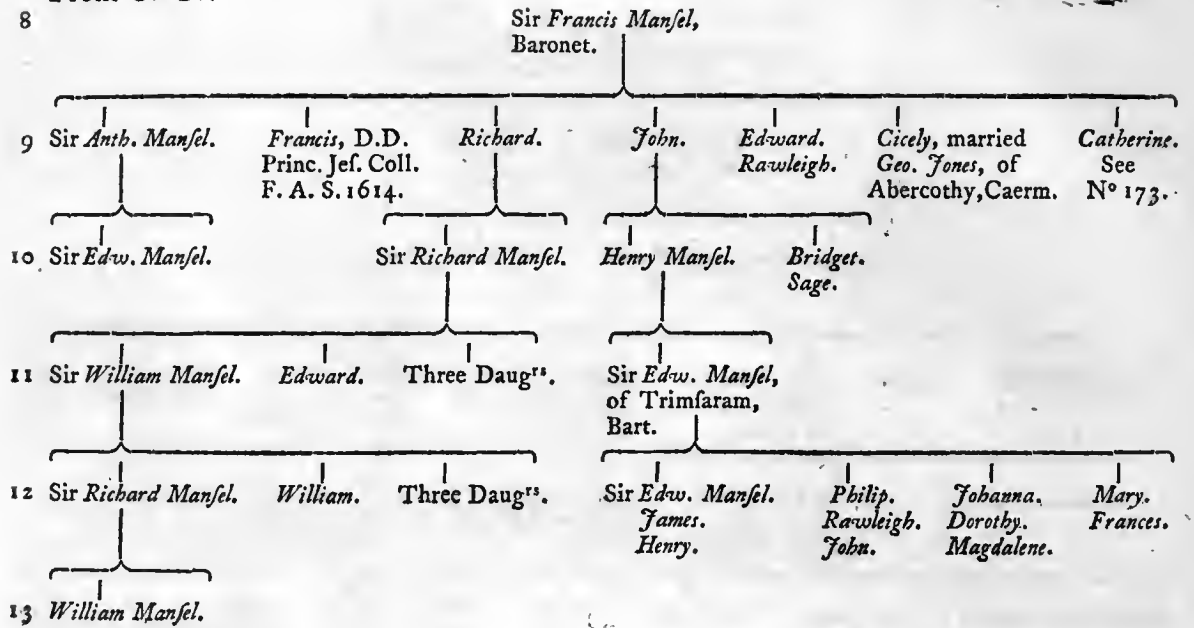 8 Sir Francis Manſel,
Baronet.
9 Sir Anth. Manſel. Francis, D.D. Richard. John. Edward. Cicely, married Catherine.
Princ. Jeſ. Coll. Rawleigh. Geo. Jones, of See
F. A. S. 1614. Abercothy, Caerm. No 173.
10 Sir Edw. Manſel. Sir Richard Manſel. Henry Manſel. Bridget.
Sage.
11 Sir William Manſel. Edward. Three Daugrs. Sir Edw. Manſel,
of Trimſaram,
Bart.
12 Sir Richard Manſel. William. Three Daugrs. Sir Edw. Manſel. Philip. Johanna. Mary.
James. Rawleigh. Dorothy. Frances.
Henry. John. Magdalene.
13 William Manſel.